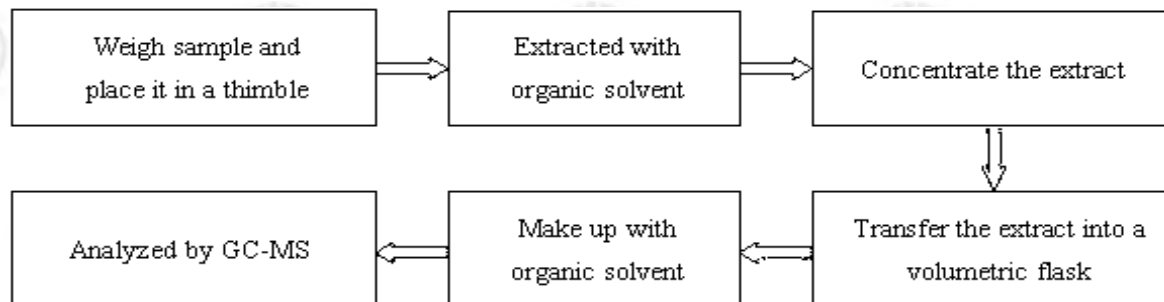 Weigh sample and
place it in a thimble
Extracted with
organic solvent
Concentrate the extract
Transfer the extract into a
volumetric flask
Make up with
organic solvent
Analyzed by GC-MS